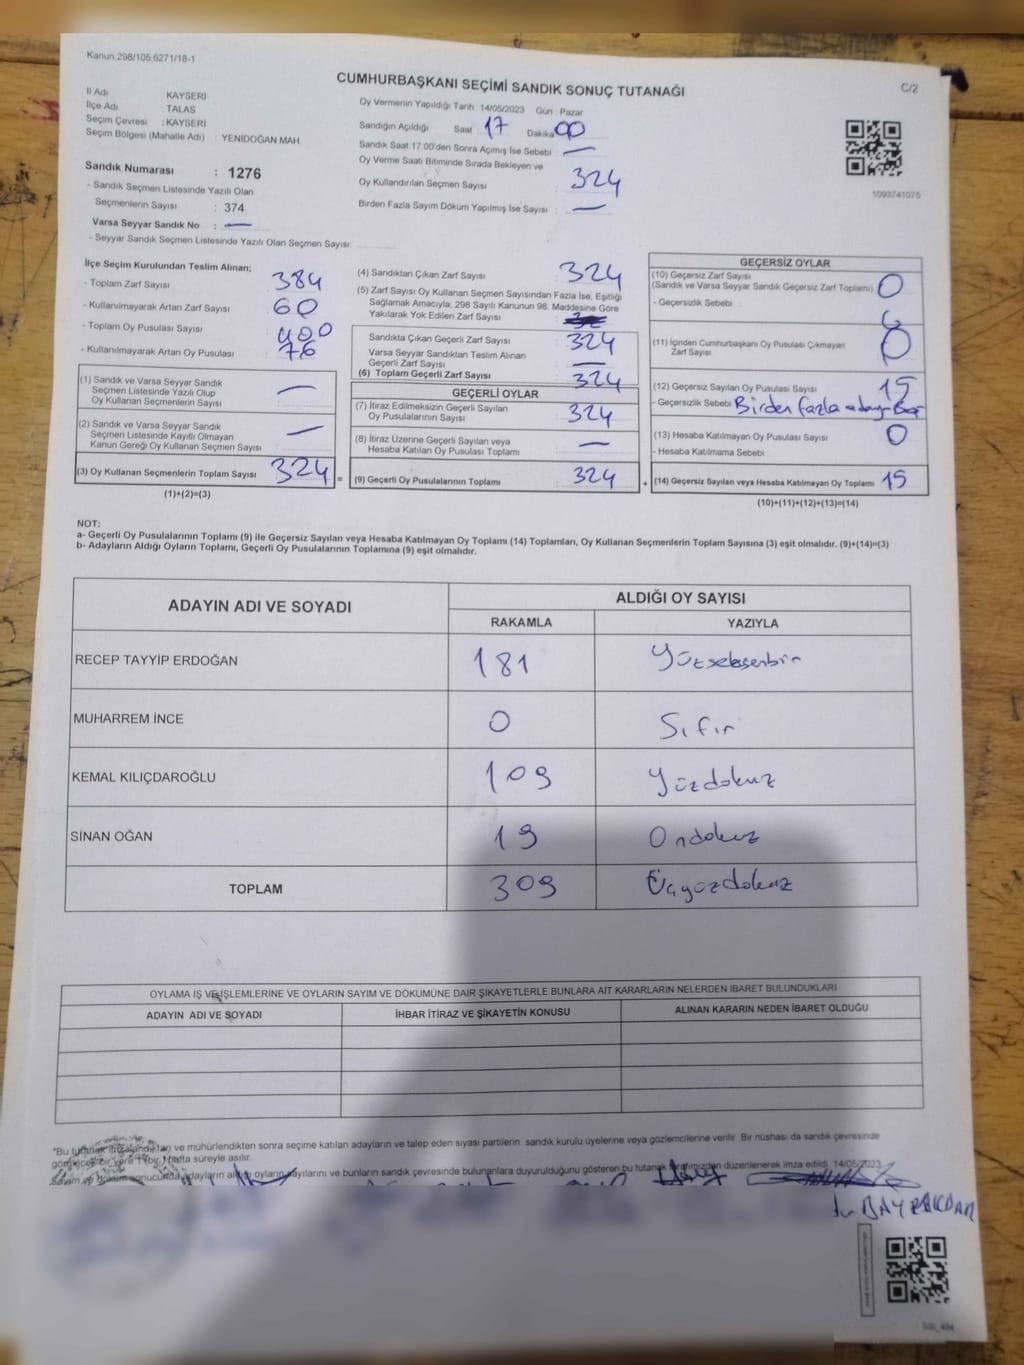 Kanun,298/105,6271/18-1
CUMHURBAŞKANI SEÇİMİ SANDIK SONUÇ TUTANAĞI
C/2
İl Adı : KAYSERİ
İlçe Adı : TALAS
Seçim Çevresi : KAYSERİ
Seçim Bölgesi (Mahalle Adı) : YENİDOĞAN MAH.
Sandık Numarası : 1276
- Sandık Seçmen Listesinde Yazılı Olan
Seçmenlerin Sayısı : 374
Varsa Seyyar Sandık No : —
- Seyyar Sandık Seçmen Listesinde Yazılı Olan Seçmen Sayısı:
Oy Vermenin Yapıldığı Tarih: 14/05/2023 Gün : Pazar
Sandığın Açıldığı Saat 17 Dakika 00
Sandık Saat 17:00'den Sonra Açımış İse Sebebi : —
Oy Verme Saati Bitiminde Sırada Bekleyen ve
Oy Kullandırılan Seçmen Sayısı : 324
Birden Fazla Sayım Döküm Yapılmış İse Sayısı : —
1093741075
İlçe Seçim Kurulundan Teslim Alınan;
- Toplam Zarf Sayısı : 384
- Kullanılmayarak Artan Zarf Sayısı : 60
- Toplam Oy Pusulası Sayısı : 400
- Kullanılmayarak Artan Oy Pusulası : 76
(1) Sandık ve Varsa Seyyar Sandık
Seçmen Listesinde Yazılı Olup
Oy Kullanan Seçmenlerin Sayısı : —
(2) Sandık ve Varsa Seyyar Sandık
Seçmen Listesinde Kayıtlı Olmayan
Kanun Gereği Oy Kullanan Seçmen Sayısı : —
(3) Oy Kullanan Seçmenlerin Toplam Sayısı : 324 =
(1)+(2)=(3)
(4) Sandıktan Çıkan Zarf Sayısı : 324
(5) Zarf Sayısı Oy Kullanan Seçmen Sayısından Fazla İse, Eşitliği
Sağlamak Amacıyla, 298 Sayılı Kanunun 98. Maddesine Göre
Yakılarak Yok Edilen Zarf Sayısı :
Sandıkta Çıkan Geçerli Zarf Sayısı : 324
Varsa Seyyar Sandıktan Teslim Alınan
Geçerli Zarf Sayısı : —
(6) Toplam Geçerli Zarf Sayısı : 324
GEÇERLİ OYLAR
(7) İtiraz Edilmeksizin Geçerli Sayılan
Oy Pusulalarının Sayısı : 324
(8) İtiraz Üzerine Geçerli Sayılan veya
Hesaba Katılan Oy Pusulası Toplamı : —
(9) Geçerli Oy Pusulalarının Toplamı : 324 +
GEÇERSİZ OYLAR
(10) Geçersiz Zarf Sayısı
(Sandık ve Varsa Seyyar Sandık Geçersiz Zarf Toplamı) : 0
- Geçersizlik Sebebi :
(11) İçinden Cumhurbaşkanı Oy Pusulası Çıkmayan
Zarf Sayısı : 0
(12) Geçersiz Sayılan Oy Pusulası Sayısı : 15
- Geçersizlik Sebebi : Birden fazla aday
(13) Hesaba Katılmayan Oy Pusulası Sayısı : 0
- Hesaba Katılmama Sebebi :
(14) Geçersiz Sayılan veya Hesaba Katılmayan Oy Toplamı : 15
(10)+(11)+(12)+(13)=(14)
NOT:
a- Geçerli Oy Pusulalarının Toplamı (9) ile Geçersiz Sayılan veya Hesaba Katılmayan Oy Toplamı (14) Toplamları, Oy Kullanan Seçmenlerin Toplam Sayısına (3) eşit olmalıdır. (9)+(14)=(3)
b- Adayların Aldığı Oyların Toplamı, Geçerli Oy Pusulalarının Toplamına (9) eşit olmalıdır.
ADAYIN ADI VE SOYADI
ALDIĞI OY SAYISI
RAKAMLA YAZIYLA
RECEP TAYYİP ERDOĞAN 181 Yüzseksenbir
MUHARREM İNCE 0 Sıfır
KEMAL KILIÇDAROĞLU 109 Yüzdokuz
SİNAN OĞAN 19 Ondokuz
TOPLAM 309 Üçyüzdokuz
OYLAMA İŞ VE İŞLEMLERİNE VE OYLARIN SAYIM VE DÖKÜMÜNE DAİR ŞİKAYETLERLE BUNLARA AİT KARARLARIN NELERDEN İBARET BULUNDUKLARI
ADAYIN ADI VE SOYADI İHBAR İTİRAZ VE ŞİKAYETİN KONUSU ALINAN KARARIN NEDEN İBARET OLDUĞU
*Bu tutanak imzalandıktan ve mühürlendikten sonra seçime katılan adayların ve talep eden siyasi partilerin sandık kurulu üyelerine veya gözlemcilerine verilir. Bir nüshası da sandık çevresinde
görülecek bir yere 1 (bir) hafta süreyle asılır.
Sayım ve döküm sonucunda adayların aldığı oyların sayılarını ve bunların sandık çevresinde bulunanlara duyurulduğunu gösteren bu tutanak tarafımızdan düzenlenerek imza edildi. 14/05/2023
BAYRAKDAR